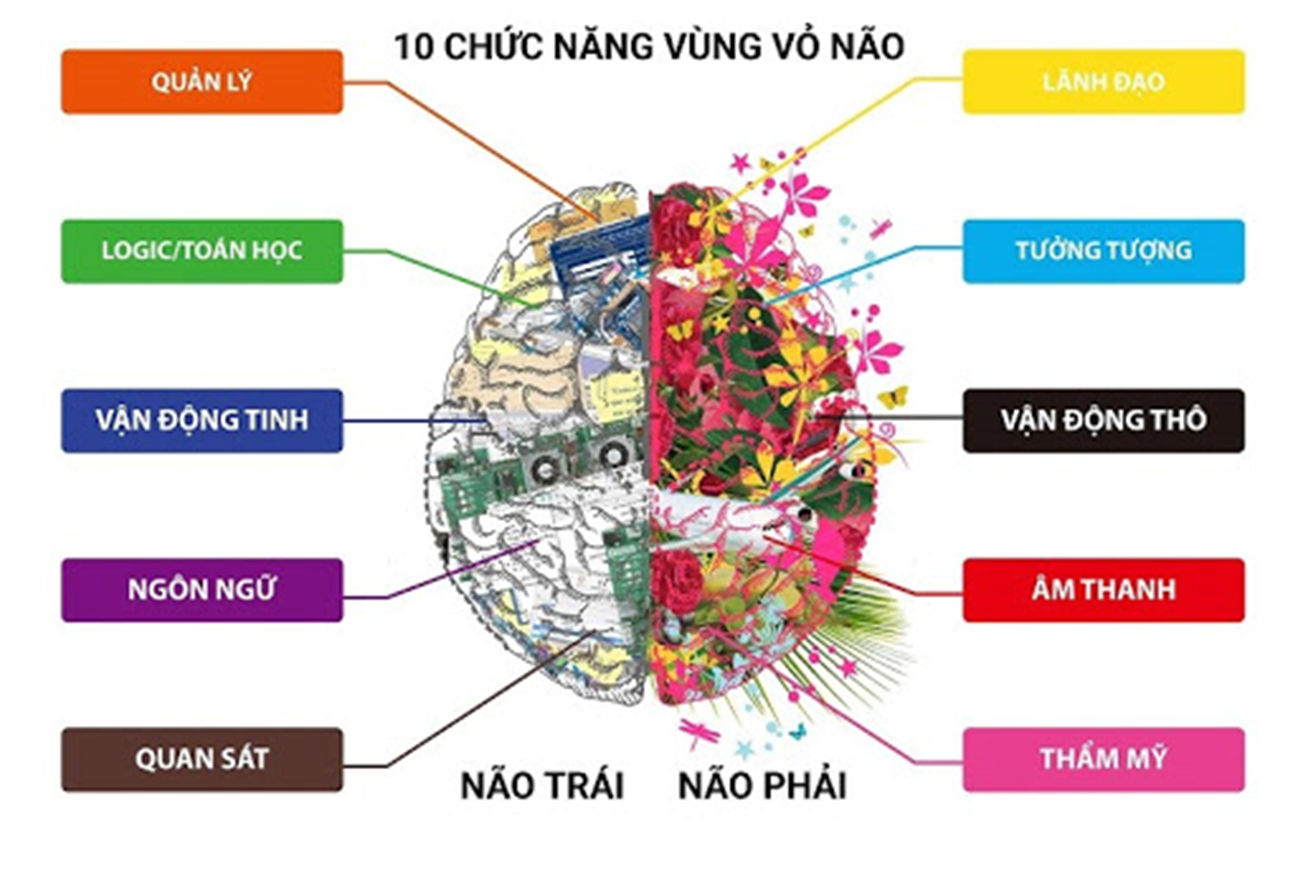 10 CHỨC NĂNG VÙNG VỎ NÃO
QUẢN LÝ
LOGIC/TOÁN HỌC
VẬN ĐỘNG TINH
NGÔN NGỮ
QUAN SÁT
LÃNH ĐẠO
TƯỞNG TƯỢNG
VẬN ĐỘNG THÔ
ÂM THANH
THẨM MỸ
NÃO TRÁI
NÃO PHẢI